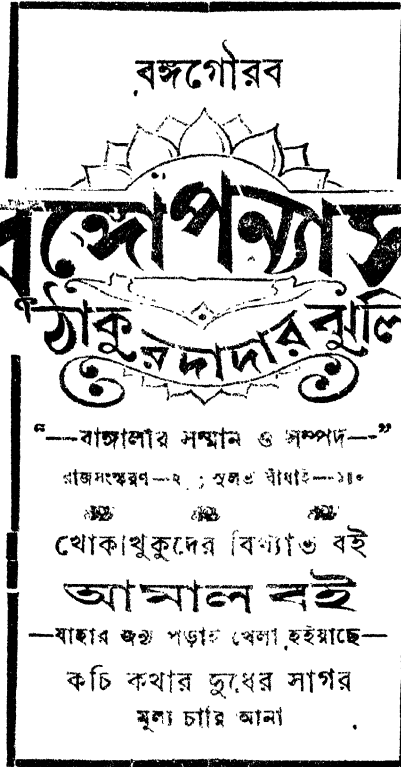 বঙ্গগৌরব
বঙ্গোপন্যাস
ঠাকুরদাদার ঝুলি
“—বাঙ্গালার সম্মান ও সম্পদ—”
রাজসংস্করণ—২৲ ; সুলভ বাঁধাই—১॥০
খোকাখুকুদের বিখ্যাত বই
আমাল বই
—যাহার জন্য পড়ায় খেলা হইয়াছে—
কচি কথার দুধের সাগর
মূল্য চারি আনা